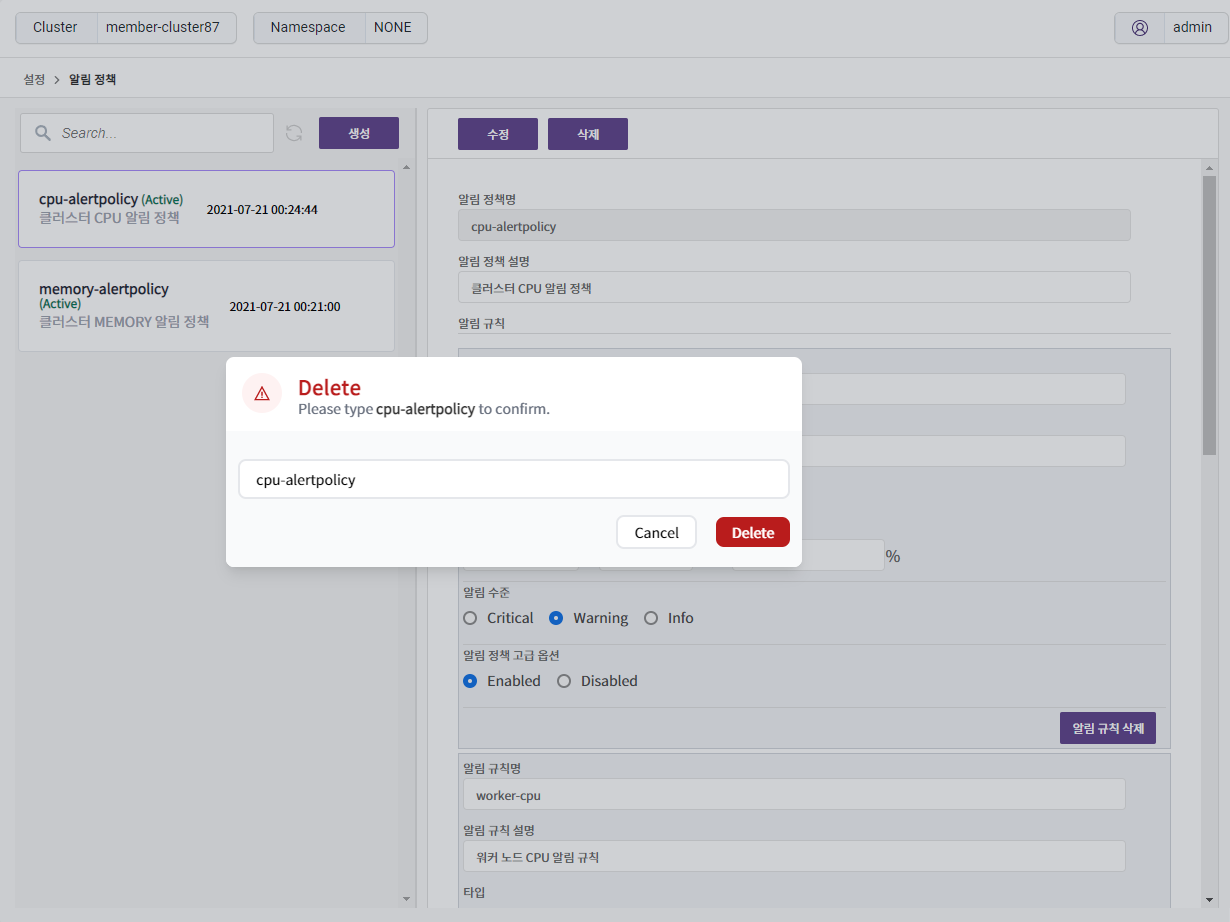 Cluster member-cluster87 Namespace NONE admin
설정 > 알림 정책
Search... 생성
수정 삭제
cpu-alertpolicy (Active)
클러스터 CPU 알림 정책
2021-07-21 00:24:44
memory-alertpolicy
(Active)
클러스터 MEMORY 알림 정책
2021-07-21 00:21:00
알림 정책명
cpu-alertpolicy
알림 정책 설명
클러스터 CPU 알림 정책
알림 규칙
Delete
Please type cpu-alertpolicy to confirm.
cpu-alertpolicy
Cancel Delete
%
알림 수준
Critical Warning Info
알림 정책 고급 옵션
Enabled Disabled
알림 규칙 삭제
알림 규칙명
worker-cpu
알림 규칙 설명
워커 노드 CPU 알림 규칙
타입